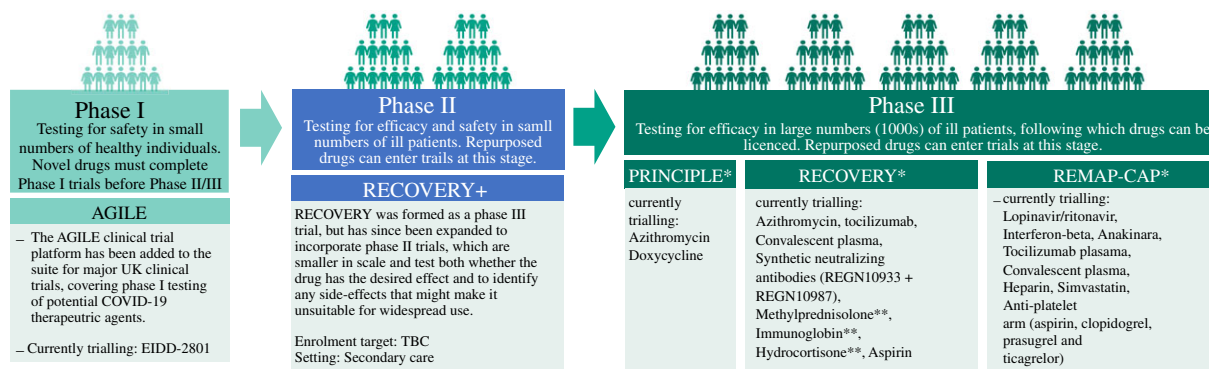 Phase I
Testing for safety in small
numbers of healthy individuals.
Novel drugs must complete
Phase I trials before Phase II/III
AGILE
– The AGILE clinical trial
platform has been added to the
suite for major UK clinical
trials, covering phase I testing
of potential COVID-19
therapeutric agents.
– Currently trialling: EIDD-2801
Phase II
Testing for efficacy and safety in samll
numbers of ill patients. Repurposed
drugs can enter trails at this stage.
RECOVERY+
RECOVERY was formed as a phase III
trial, but has since been expanded to
incorporate phase II trials, which are
smaller in scale and test both whether the
drug has the desired effect and to identify
any side-effects that might make it
unsuitable for widespread use.
Enrolment target: TBC
Setting: Secondary care
Phase III
Testing for efficacy in large numbers (1000s) of ill patients, following which drugs can be
licenced. Repurposed drugs can enter trials at this stage.
PRINCIPLE*
currently
trialling:
Azithromycin
Doxycycline
RECOVERY*
currently trialling:
Azithromycin, tocilizumab,
Convalescent plasma,
Synthetic neutralizing
antibodies (REGN10933 +
REGN10987),
Methylprednisolone**,
Immunoglobin**,
Hydrocortisone**, Aspirin
REMAP-CAP*
– currently trialling:
Lopinavir/ritonavir,
Interferon-beta, Anakinara,
Tocilizumab plasama,
Convalescent plasma,
Heparin, Simvastatin,
Anti-platelet
arm (aspirin, clopidogrel,
prasugrel and
ticagrelor)